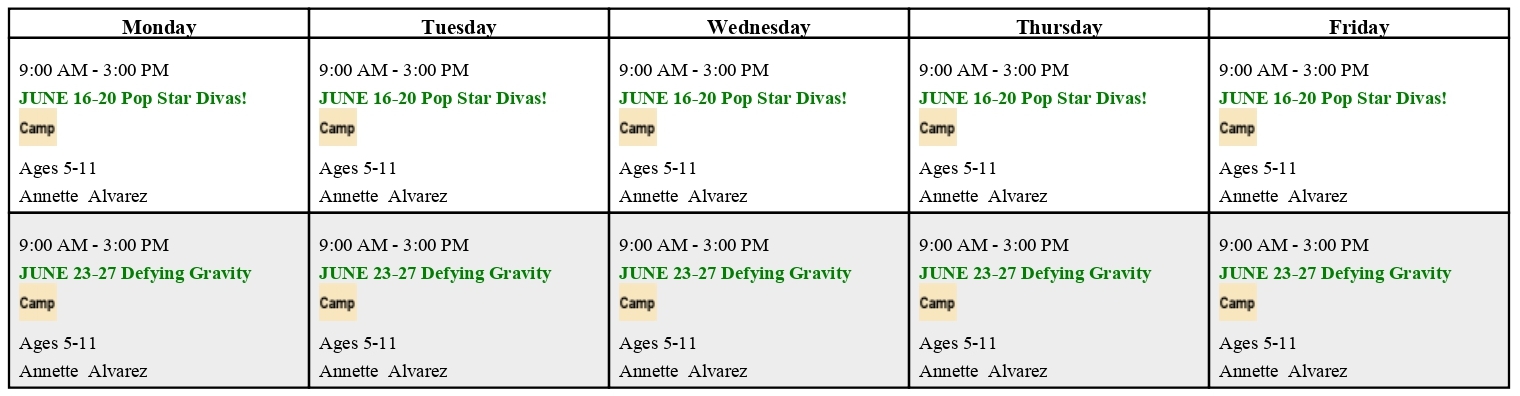 Monday Tuesday Wednesday Thursday Friday
9:00 AM - 3:00 PM 9:00 AM - 3:00 PM 9:00 AM - 3:00 PM 9:00 AM - 3:00 PM 9:00 AM - 3:00 PM
JUNE 16-20 Pop Star Divas! JUNE 16-20 Pop Star Divas! JUNE 16-20 Pop Star Divas! JUNE 16-20 Pop Star Divas! JUNE 16-20 Pop Star Divas!
Camp Camp Camp Camp Camp
Ages 5-11 Ages 5-11 Ages 5-11 Ages 5-11 Ages 5-11
Annette Alvarez Annette Alvarez Annette Alvarez Annette Alvarez Annette Alvarez
9:00 AM - 3:00 PM 9:00 AM - 3:00 PM 9:00 AM - 3:00 PM 9:00 AM - 3:00 PM 9:00 AM - 3:00 PM
JUNE 23-27 Defying Gravity JUNE 23-27 Defying Gravity JUNE 23-27 Defying Gravity JUNE 23-27 Defying Gravity JUNE 23-27 Defying Gravity
Camp Camp Camp Camp Camp
Ages 5-11 Ages 5-11 Ages 5-11 Ages 5-11 Ages 5-11
Annette Alvarez Annette Alvarez Annette Alvarez Annette Alvarez Annette Alvarez